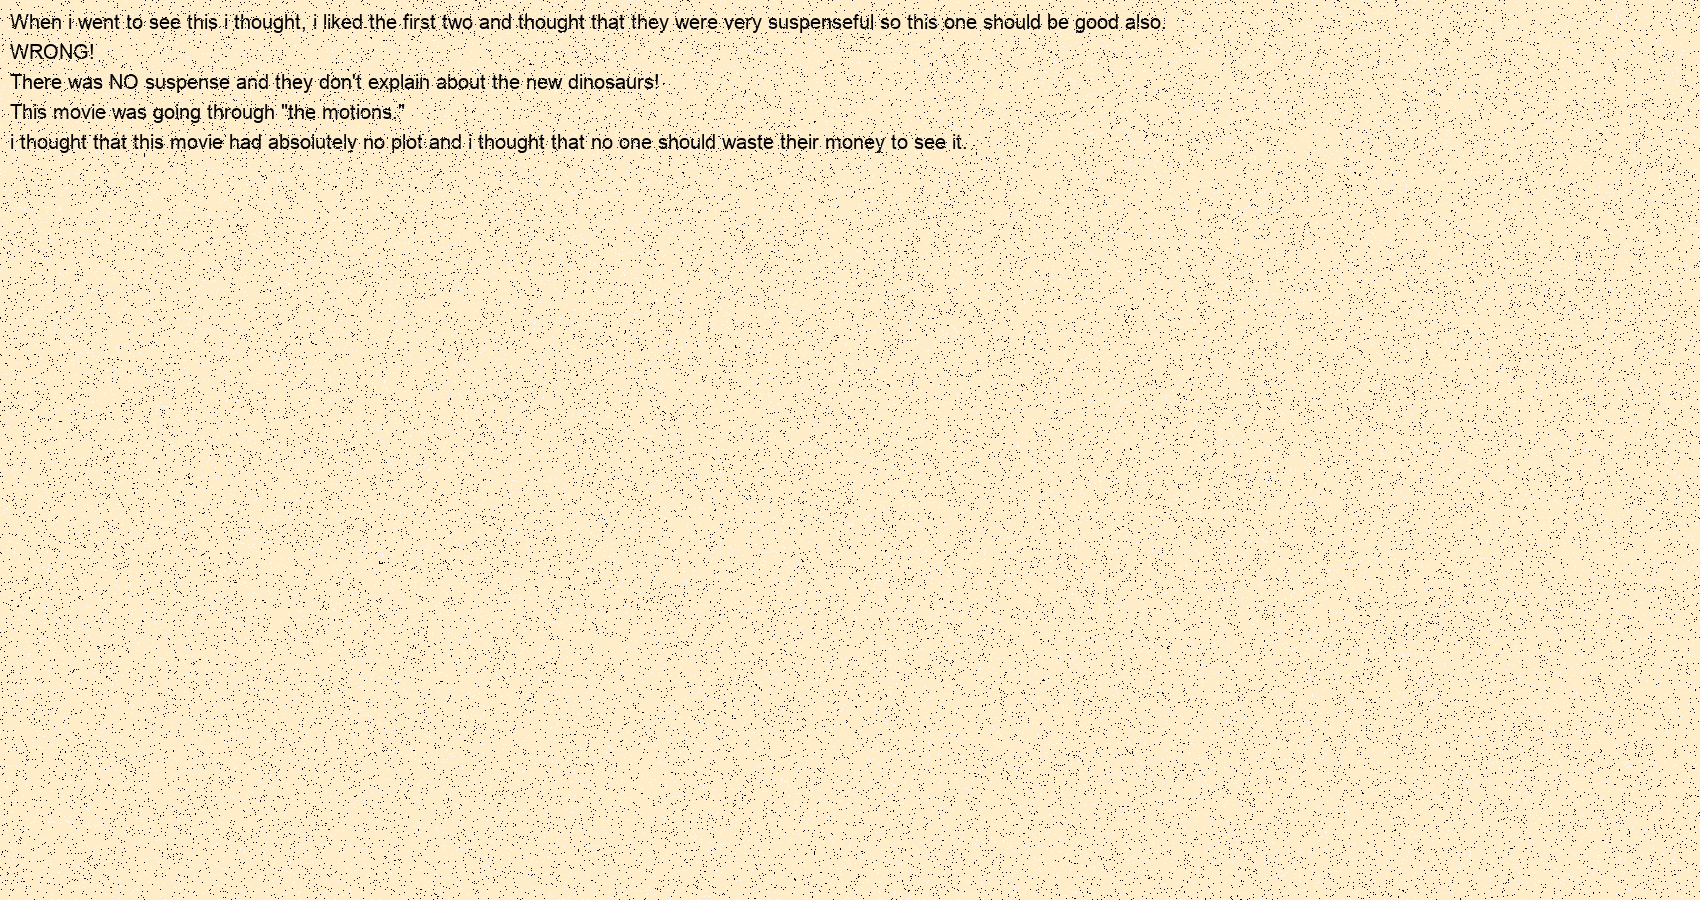 When i went to see this i thought, i liked the first two and thought that they were very suspenseful so this one should be good also.
WRONG!
There was NO suspense and they don't explain about the new dinosaurs!
This movie was going through "the motions."
i thought that this movie had absolutely no plot and i thought that no one should waste their money to see it.